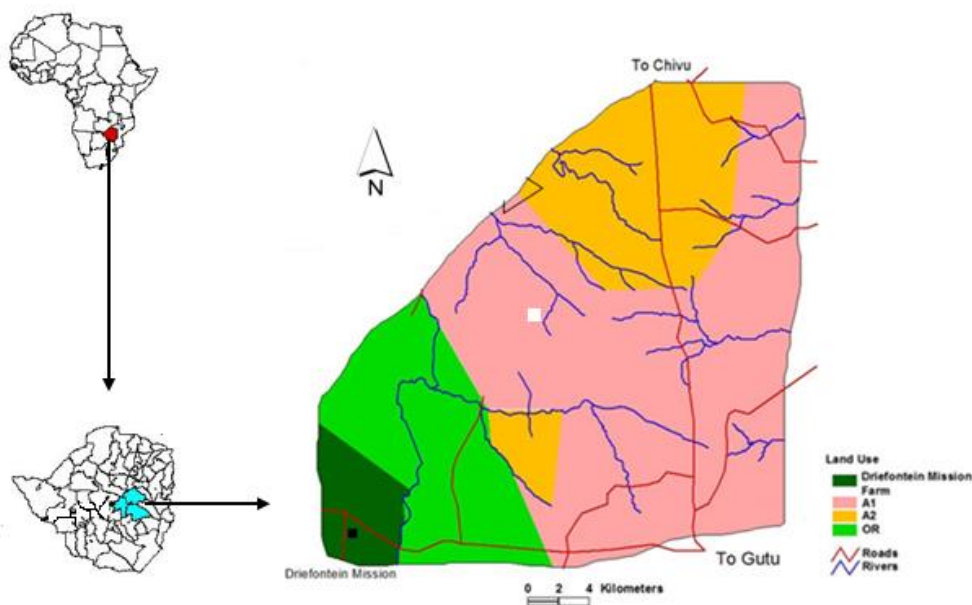 To Chivu
N
Land Use
Driefontein Mission
Farm
A1
A2
OR
Roads
Rivers
To Gutu
Driefontein Mission
0 2 4 Kilometers